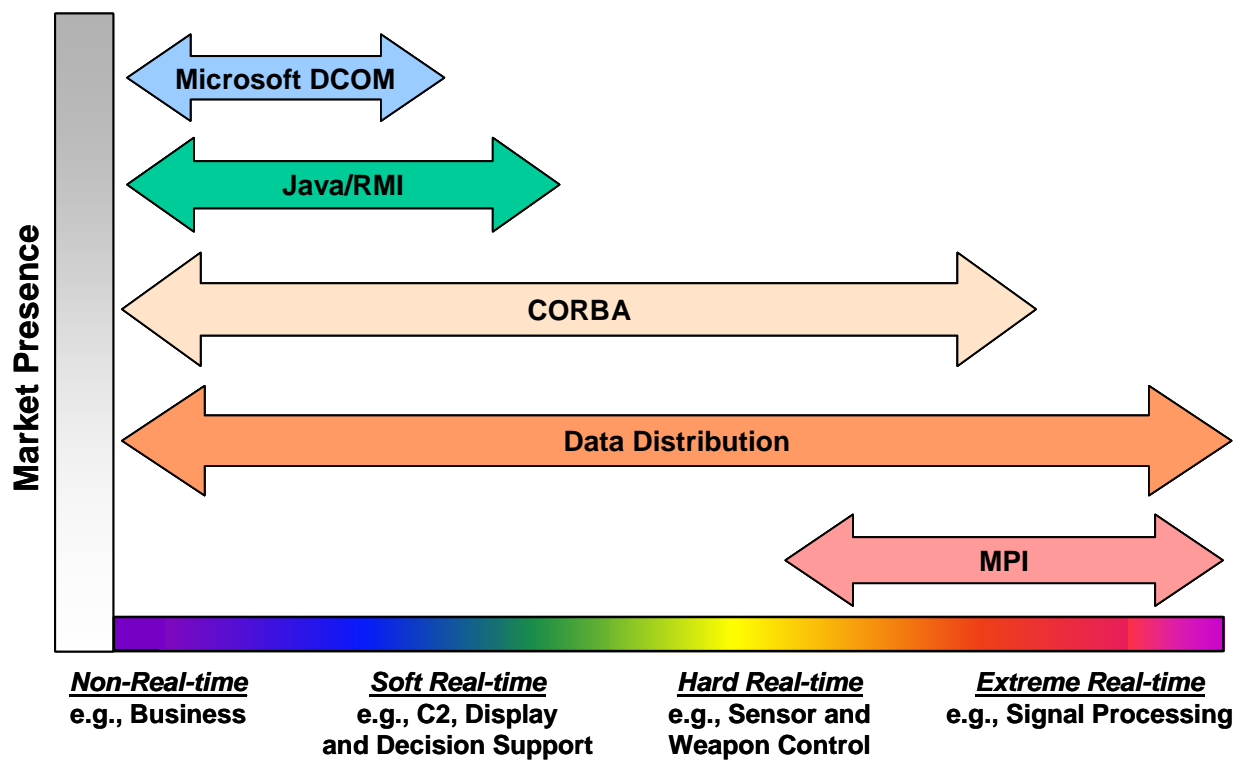 Market Presence
Microsoft DCOM
Java/RMI
CORBA
Data Distribution
MPI
Non-Real-time
e.g., Business
Soft Real-time
e.g., C2, Display
and Decision Support
Hard Real-time
e.g., Sensor and
Weapon Control
Extreme Real-time
e.g., Signal Processing